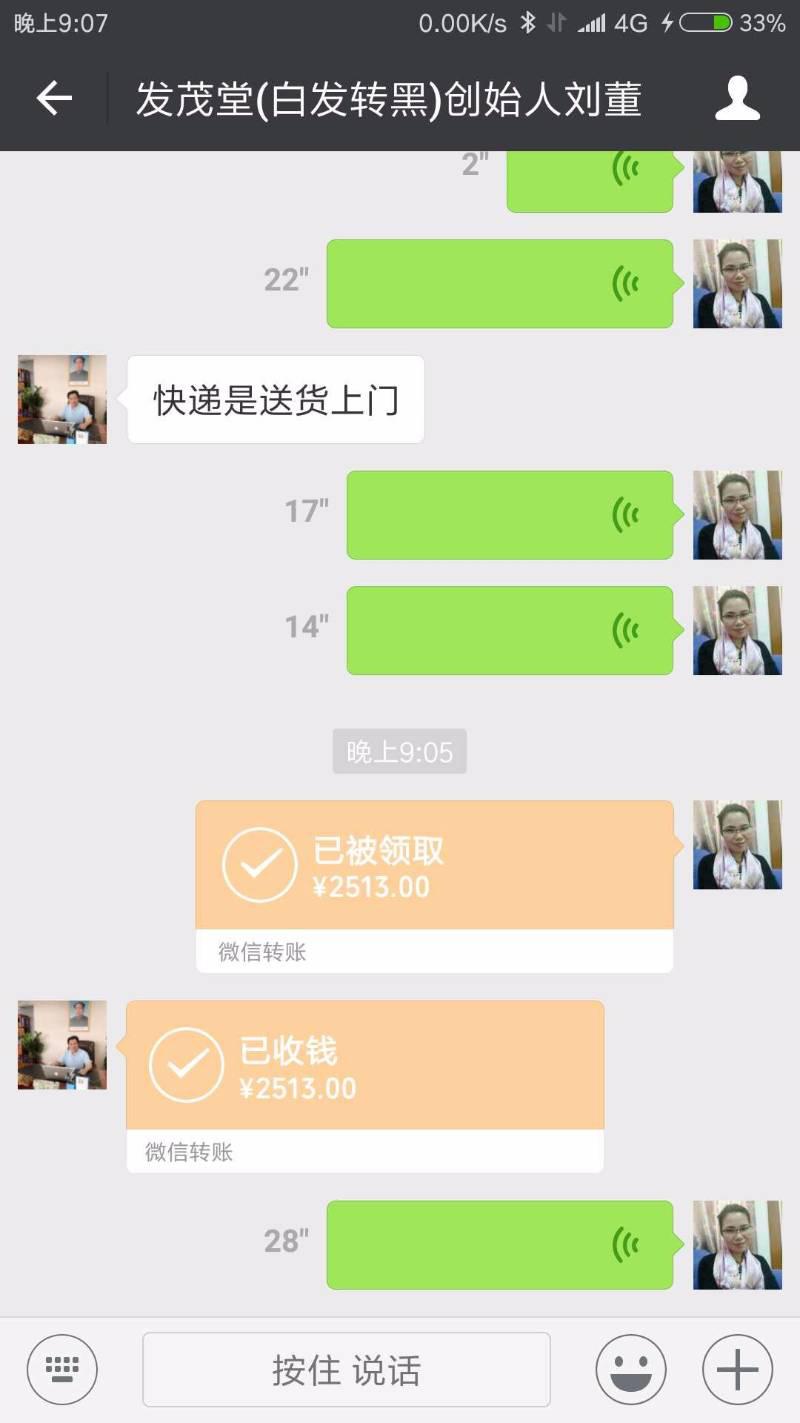 晚上9:07 0.00K/s 4G 33%
发茂堂(白发转黑)创始人刘董
2"
22"
快递是送货上门
17"
14"
晚上9:05
已被领取
¥2513.00
微信转账
已收钱
¥2513.00
微信转账
28"
按住 说话